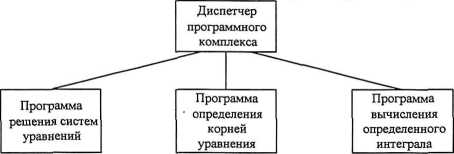 Диспетчер
программного
комплекса
Программа
решения систем
уравнений
Программа
определения
корней
уравнения
Программа
вычисления
определенного
интеграла